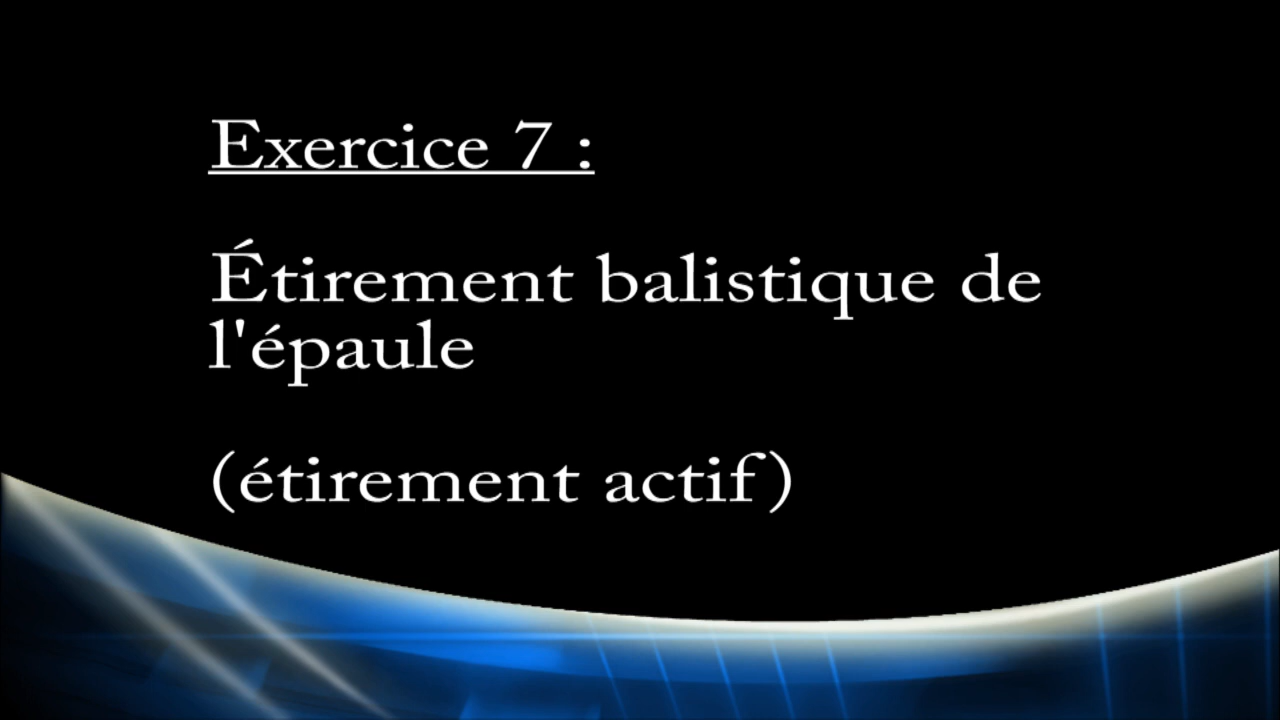 Exercice 7 :
Étirement balistique de
l'épaule
(étirement actif)